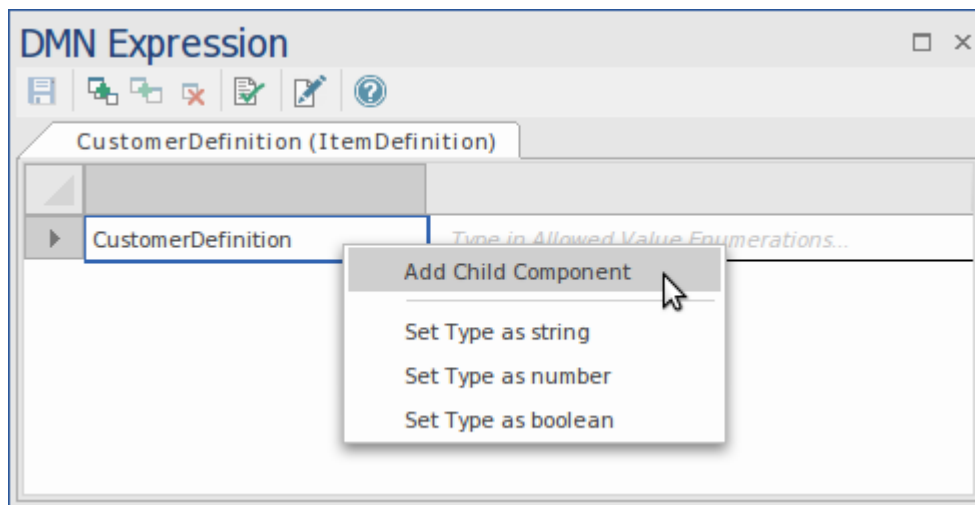 DMN Expression
CustomerDefinition (ItemDefinition)
CustomerDefinition
Type in Allowed Value Enumerations...
Add Child Component
Set Type as string
Set Type as number
Set Type as boolean